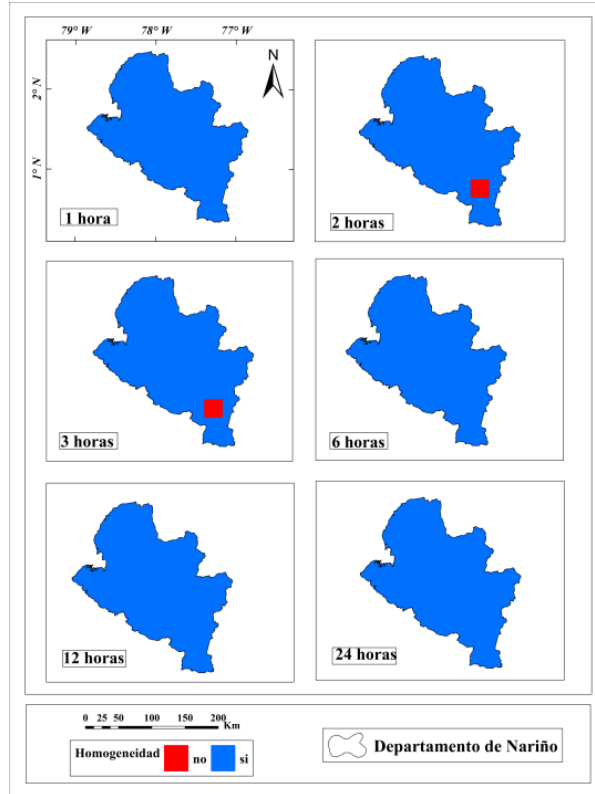 79° W 78° W 77° W
N
2° N
1° N
1 hora
2 horas
3 horas
6 horas
12 horas
24 horas
0 25 50 100 150 200
Km
Homogeneidad no si
Departamento de Nariño